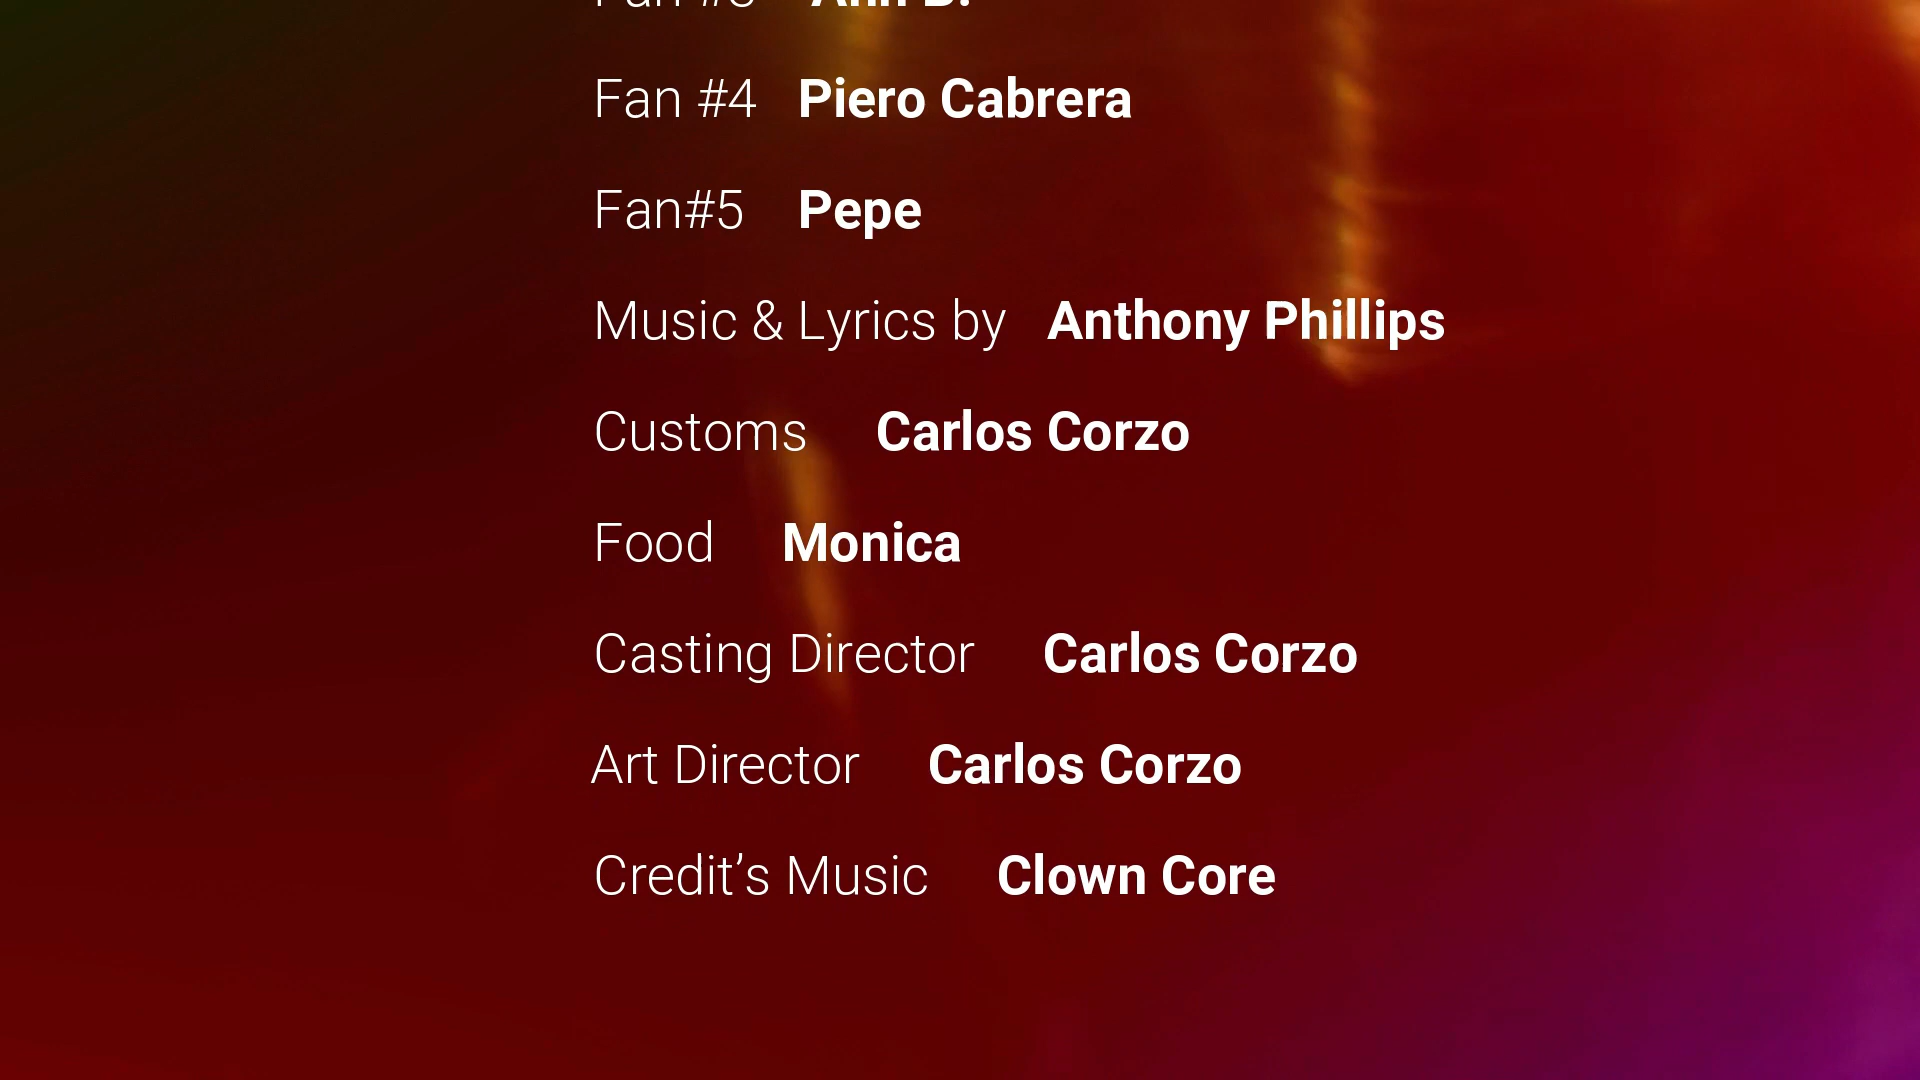 Fan #4 Piero Cabrera
Fan#5 Pepe
Music & Lyrics by Anthony Phillips
Customs Carlos Corzo
Food Monica
Casting Director Carlos Corzo
Art Director Carlos Corzo
Credit’s Music Clown Core